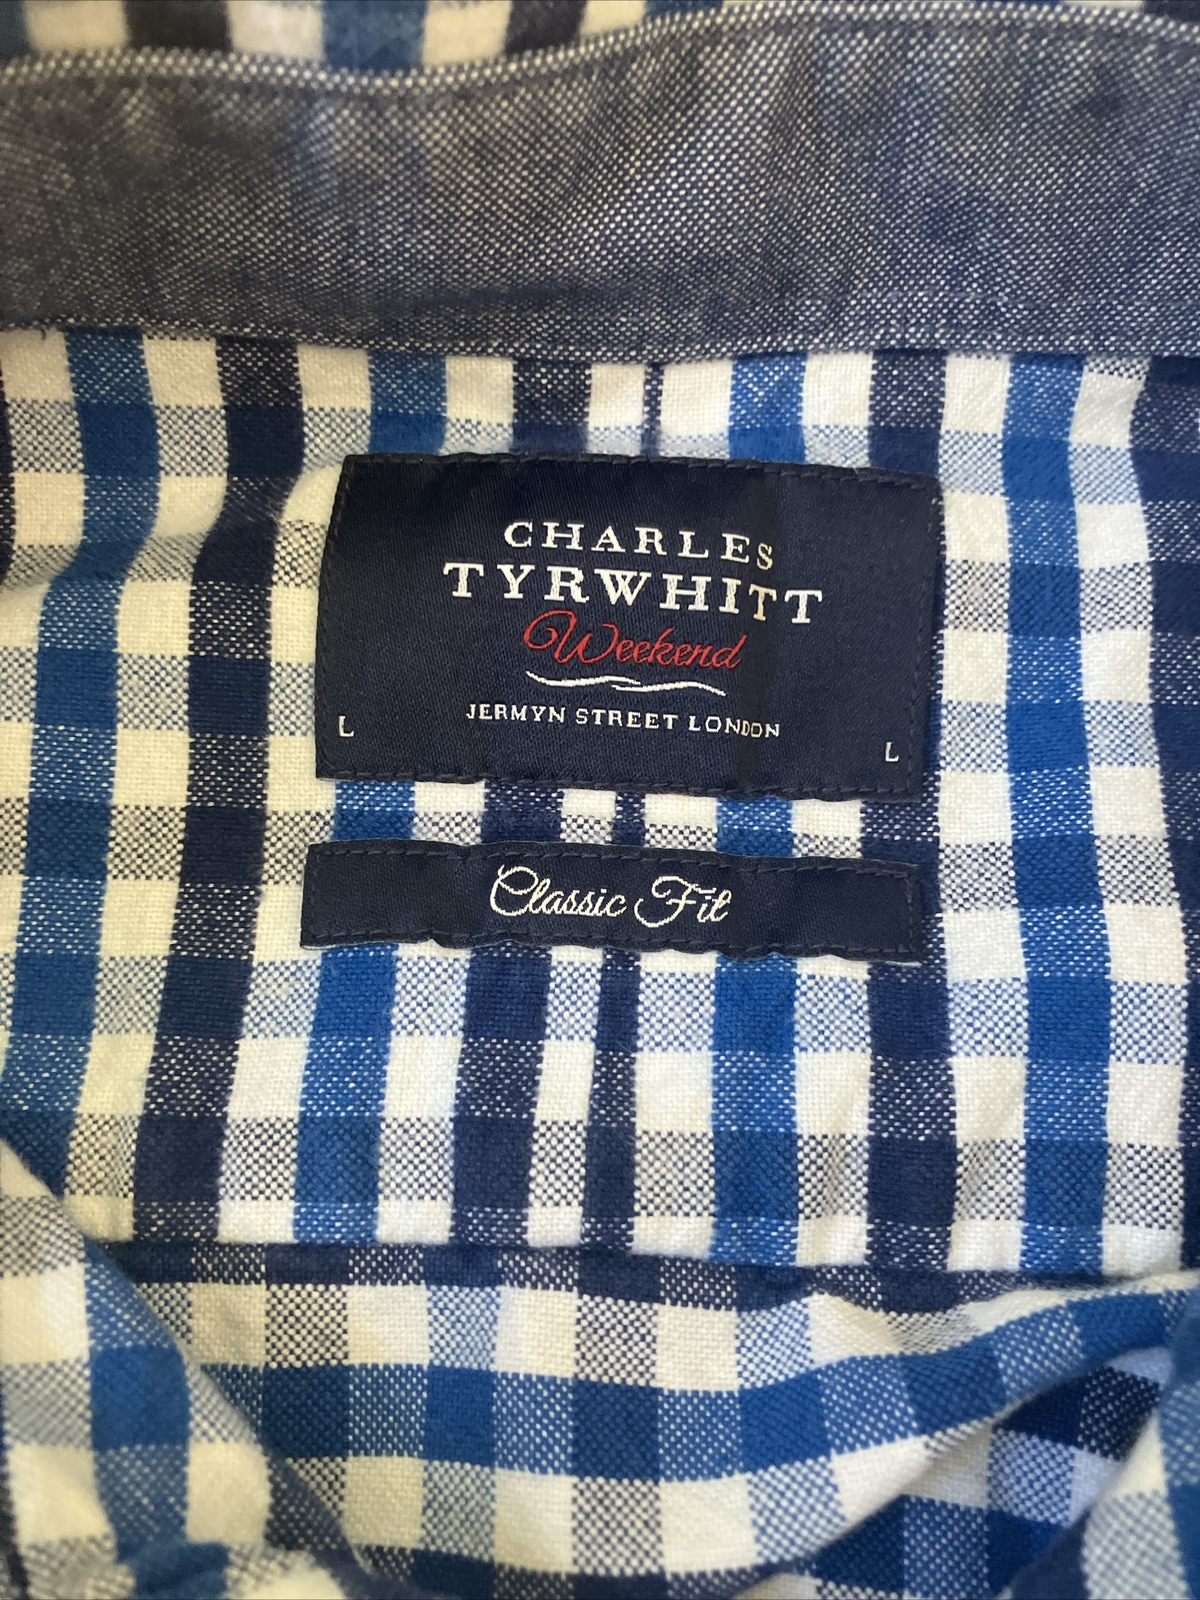 CHARLES
TYRWHITT
Weekend
JERMYN STREET LONDON
L
L
Classic Fit